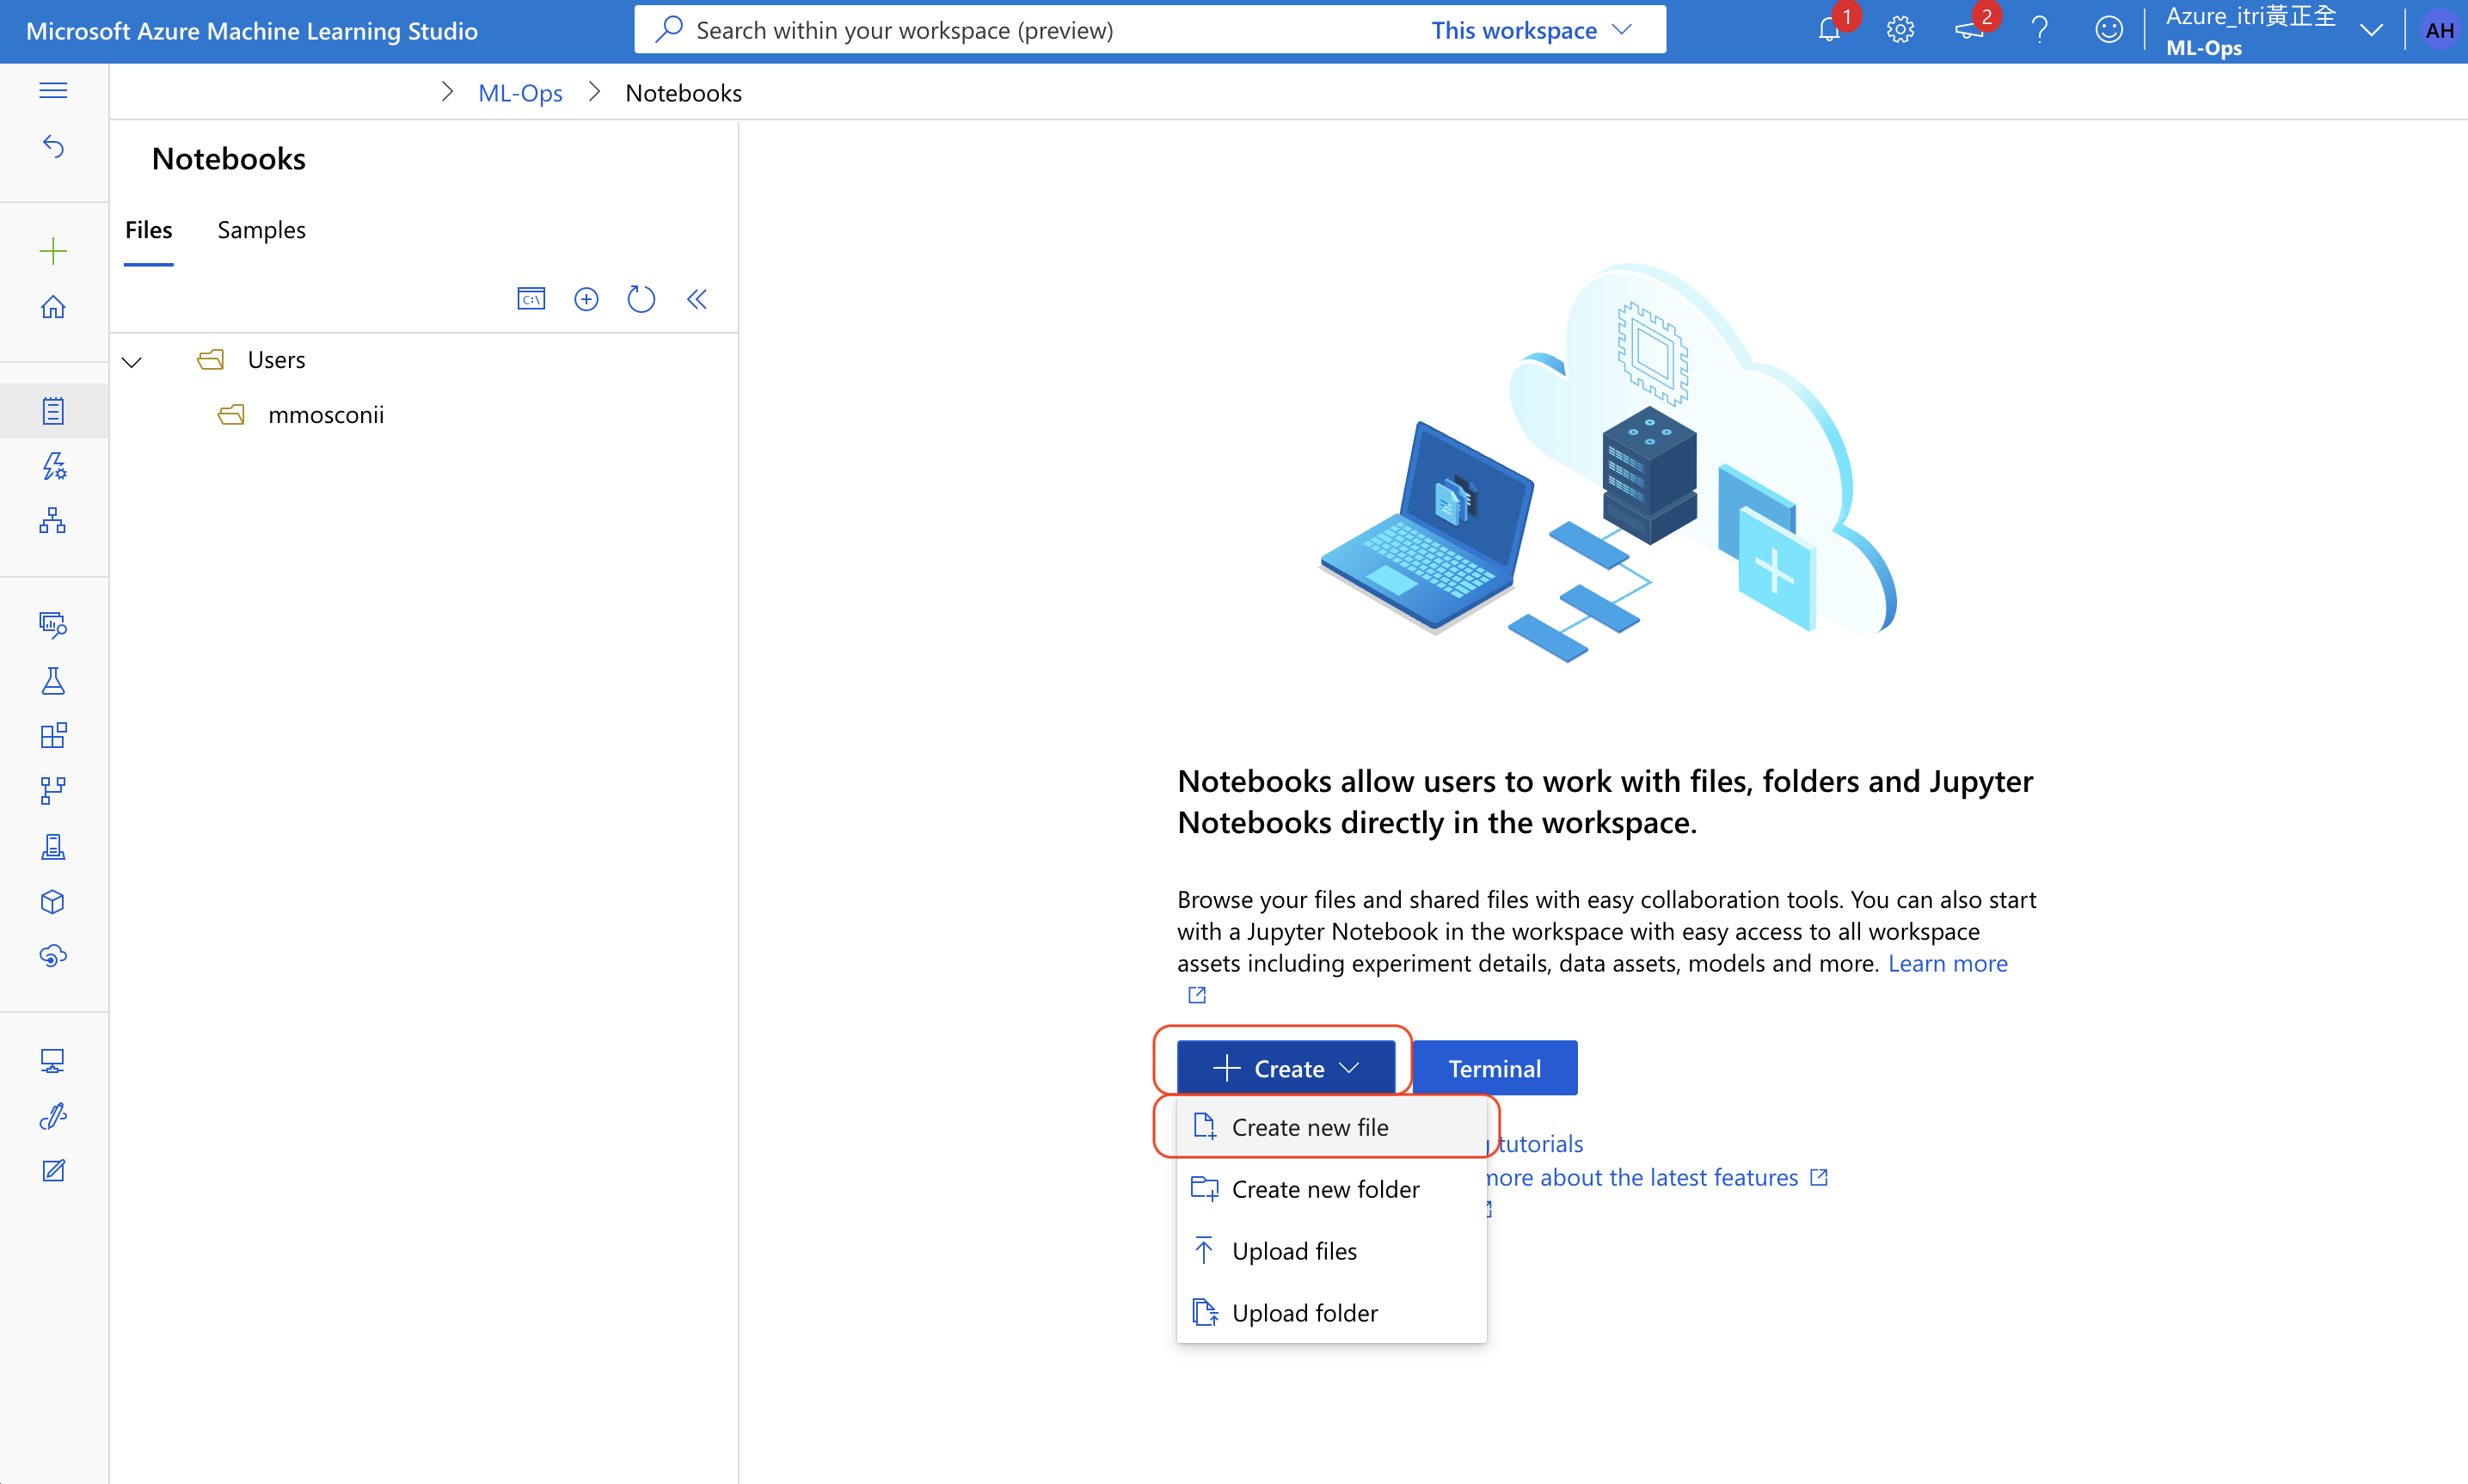 Microsoft Azure Machine Learning Studio
Search within your workspace (preview)
This workspace
1
2
Azure_itri黃正全
ML-Ops
AH
ML-Ops
Notebooks
Notebooks
Files
Samples
C:\
Users
mmosconii
Notebooks allow users to work with files, folders and Jupyter
Notebooks directly in the workspace.
Browse your files and shared files with easy collaboration tools. You can also start
with a Jupyter Notebook in the workspace with easy access to all workspace
assets including experiment details, data assets, models and more. Learn more
Create
Terminal
Create new file
tutorials
more about the latest features
Create new folder
Upload files
Upload folder